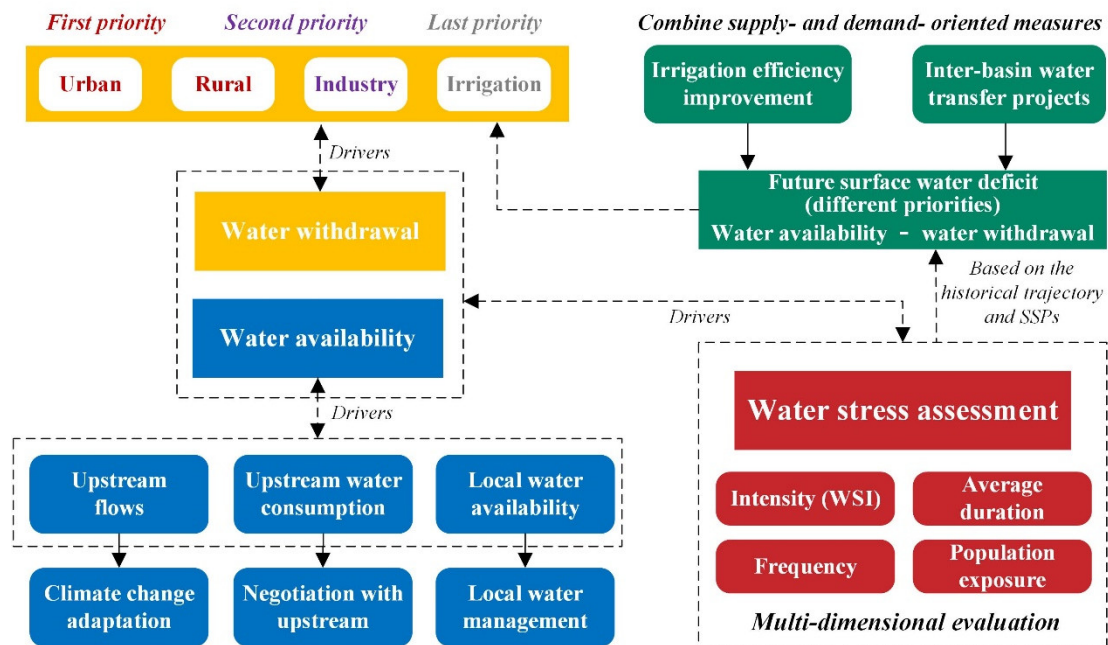 First priority
Second priority
Last priority
Urban
Rural
Industry
Irrigation
Drivers
Water withdrawal
Water availability
Drivers
Upstream
flows
Upstream water
consumption
Local water
availability
Climate change
adaptation
Negotiation with
upstream
Local water
management
Combine supply- and demand- oriented measures
Irrigation efficiency
improvement
Inter-basin water
transfer projects
Future surface water deficit
(different priorities)
Water availability - water withdrawal
Based on the
historical trajectory
and SSPs
Drivers
Water stress assessment
Intensity (WSI)
Average
duration
Frequency
Population
exposure
Multi-dimensional evaluation